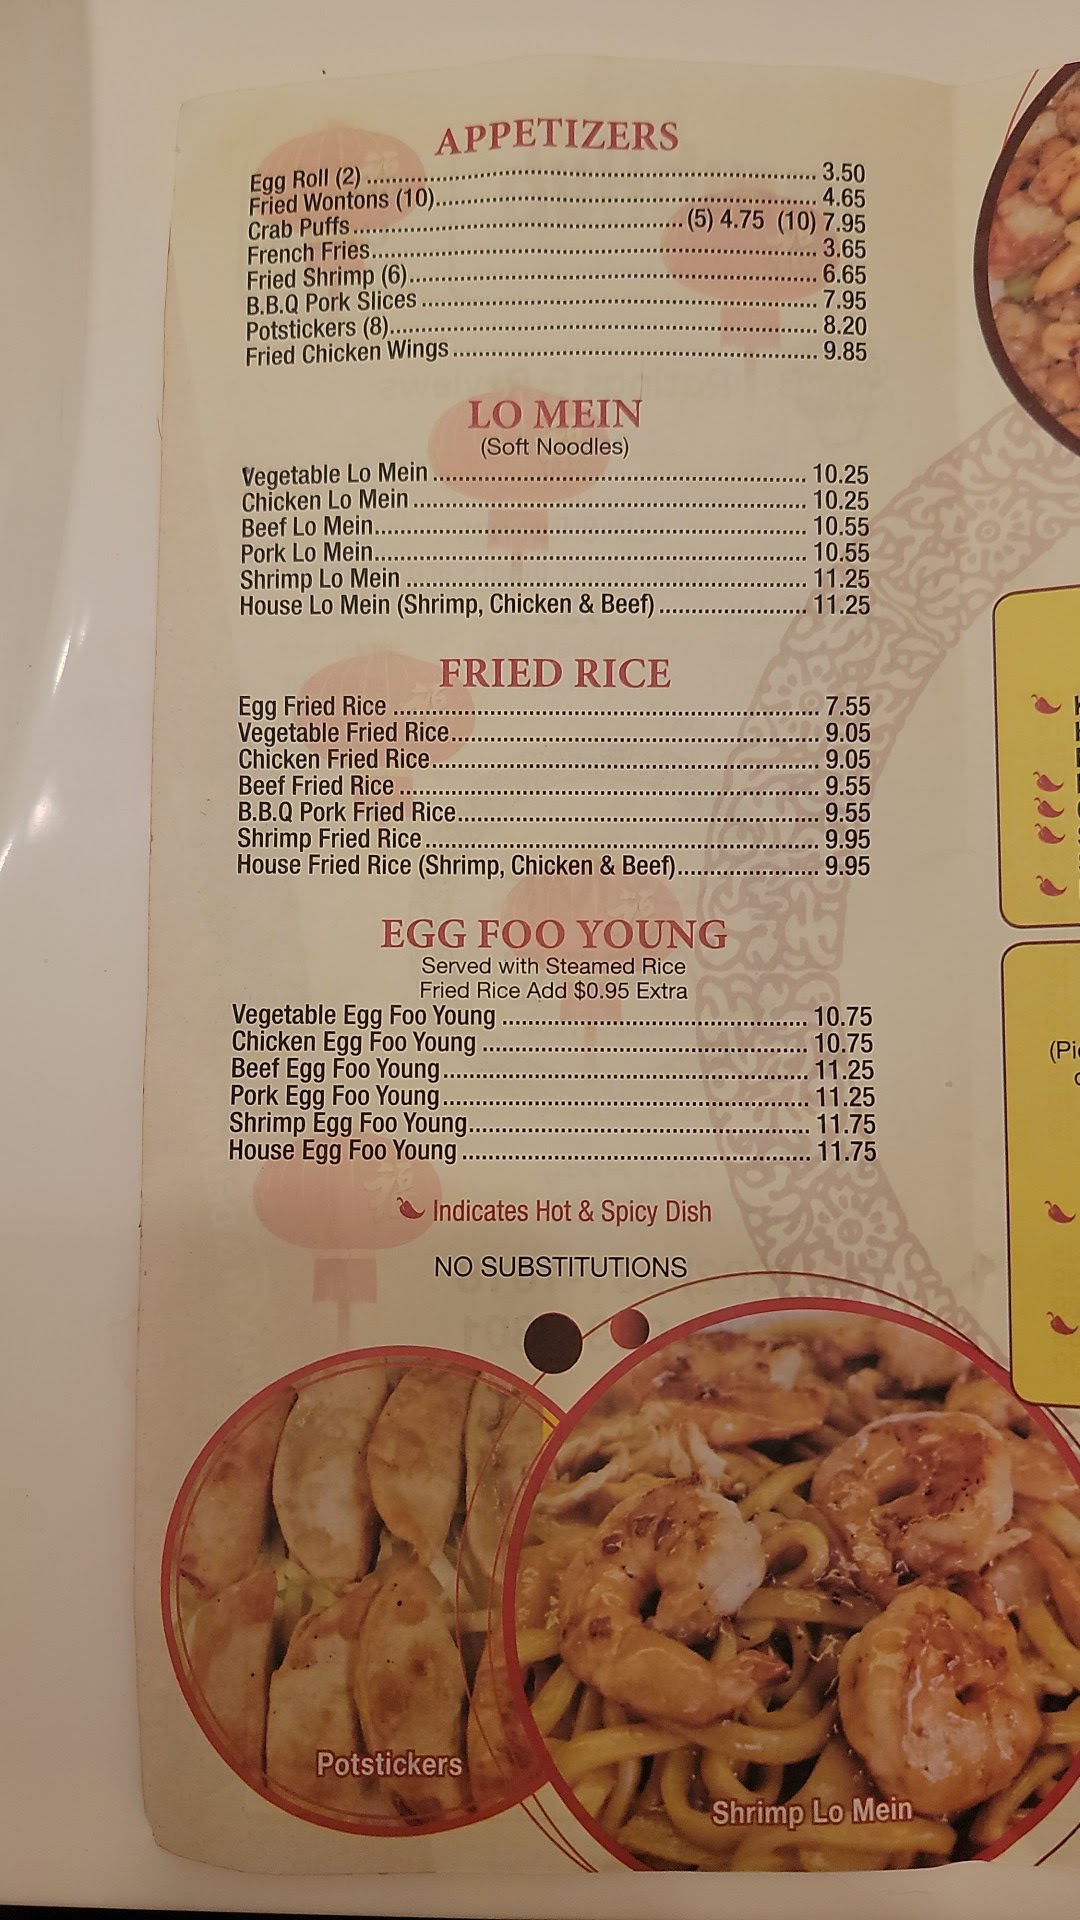 APPETIZERS
Egg Roll (2) ........ 3.50
Fried Wontons (10) ........ 4.65
Crab Puffs ........ (5) 4.75 (10) 7.95
French Fries ........ 3.65
Fried Shrimp (6) ........ 6.65
B.B.Q Pork Slices ........ 7.95
Potstickers (8) ........ 8.20
Fried Chicken Wings ........ 9.85
LO MEIN
(Soft Noodles)
Vegetable Lo Mein ........ 10.25
Chicken Lo Mein ........ 10.25
Beef Lo Mein ........ 10.55
Pork Lo Mein ........ 10.55
Shrimp Lo Mein ........ 11.25
House Lo Mein (Shrimp, Chicken & Beef) ........ 11.25
FRIED RICE
Egg Fried Rice ........ 7.55
Vegetable Fried Rice ........ 9.05
Chicken Fried Rice ........ 9.05
Beef Fried Rice ........ 9.55
B.B.Q Pork Fried Rice ........ 9.55
Shrimp Fried Rice ........ 9.95
House Fried Rice (Shrimp, Chicken & Beef) ........ 9.95
EGG FOO YOUNG
Served with Steamed Rice
Fried Rice Add $0.95 Extra
Vegetable Egg Foo Young ........ 10.75
Chicken Egg Foo Young ........ 10.75
Beef Egg Foo Young ........ 11.25
Pork Egg Foo Young ........ 11.25
Shrimp Egg Foo Young ........ 11.75
House Egg Foo Young ........ 11.75
Indicates Hot & Spicy Dish
NO SUBSTITUTIONS
Potstickers
Shrimp Lo Mein